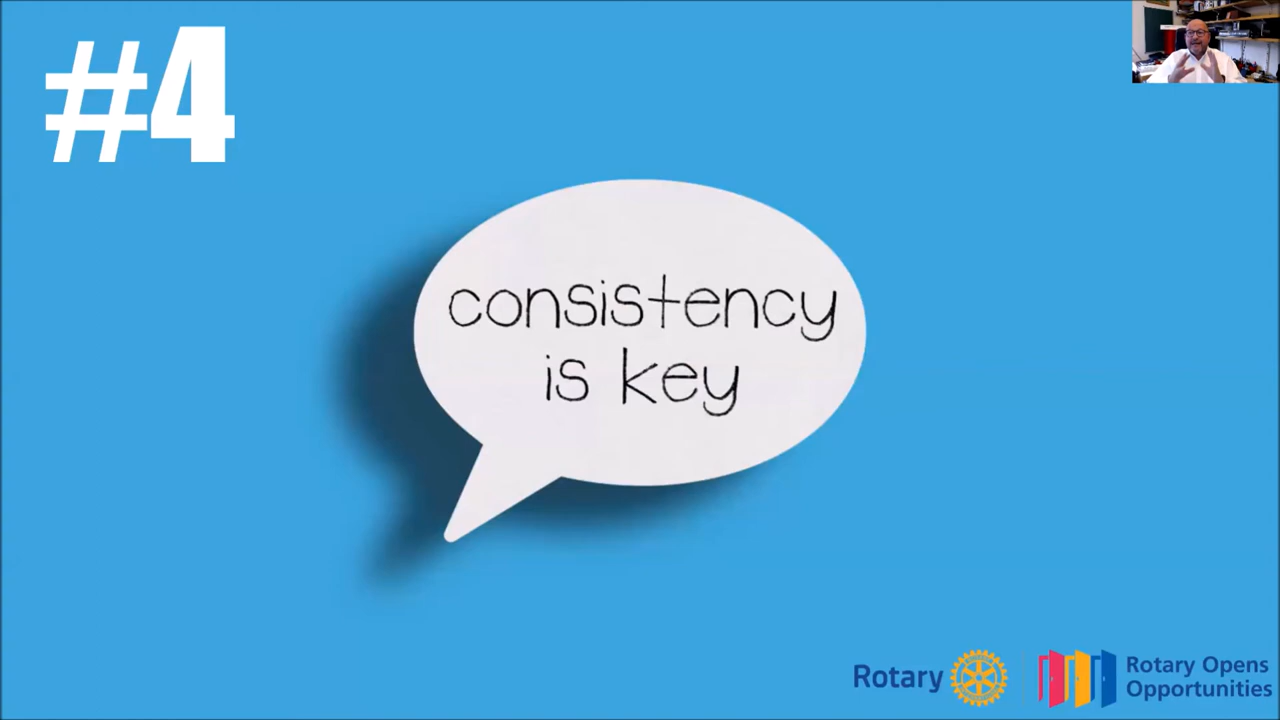 #4
consistency
is key
Rotary
Rotary Opens
Opportunities